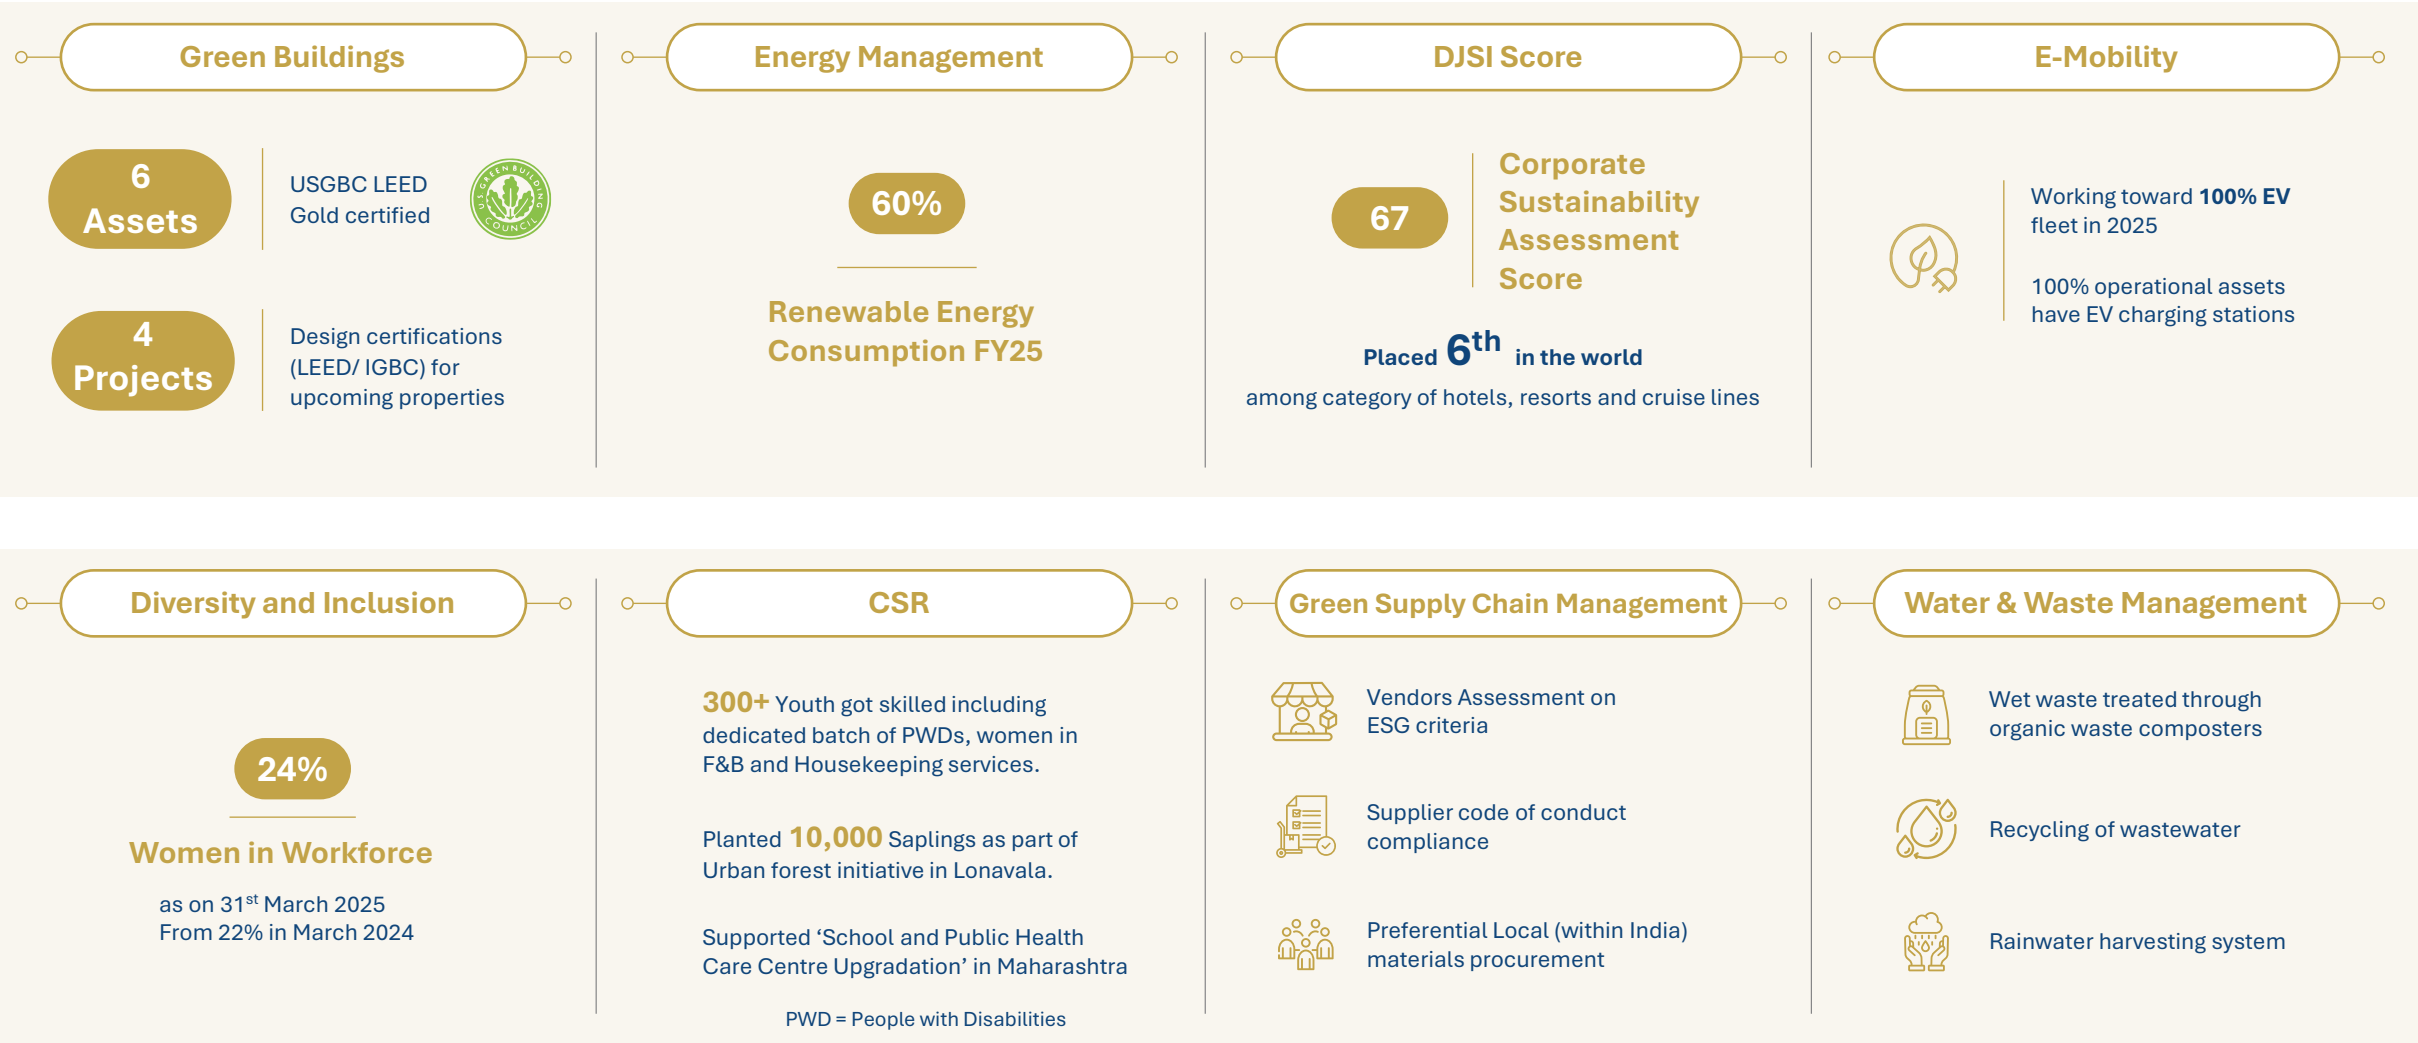 Green Buildings
6
Assets
USGBC LEED
Gold certified
U.S GREEN BUILDING COUNCIL
4
Projects
Design certifications
(LEED/ IGBC) for
upcoming properties
Energy Management
60%
Renewable Energy
Consumption FY25
DJSI Score
67
Corporate
Sustainability
Assessment
Score
Placed 6th in the world
among category of hotels, resorts and cruise lines
E-Mobility
Working toward 100% EV
fleet in 2025
100% operational assets
have EV charging stations
Diversity and Inclusion
24%
Women in Workforce
as on 31st March 2025
From 22% in March 2024
CSR
300+ Youth got skilled including
dedicated batch of PWDs, women in
F&B and Housekeeping services.
Planted 10,000 Saplings as part of
Urban forest initiative in Lonavala.
Supported ‘School and Public Health
Care Centre Upgradation’ in Maharashtra
PWD = People with Disabilities
Green Supply Chain Management
Vendors Assessment on
ESG criteria
Supplier code of conduct
compliance
Preferential Local (within India)
materials procurement
Water & Waste Management
Wet waste treated through
organic waste composters
Recycling of wastewater
Rainwater harvesting system